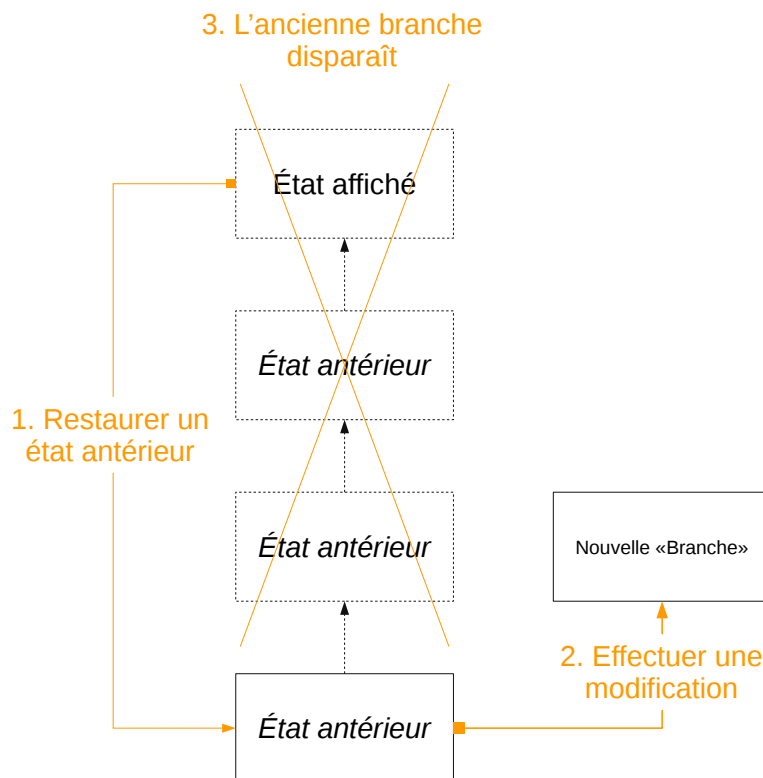 3. L’ancienne branche
disparaît
État affiché
État antérieur
1. Restaurer un
état antérieur
État antérieur
Nouvelle «Branche»
2. Effectuer une
modification
État antérieur